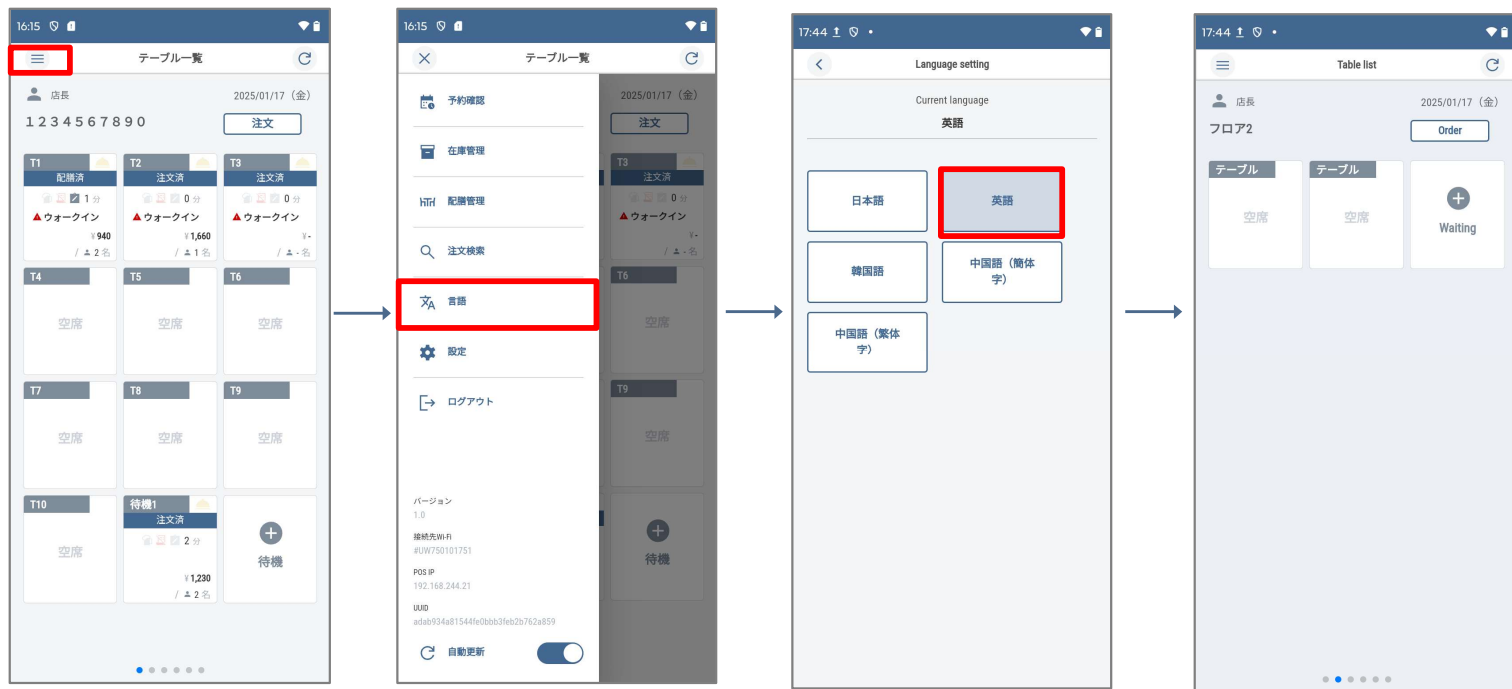 16:15
テーブル一覧
店長
2025/01/17（金）
1234567890
注文
T1
T2
T3
配膳済
注文済
注文済
1 分
0 分
0 分
ウォークイン
ウォークイン
ウォークイン
¥ 940
¥ 1,660
¥ -
/ 2 名
/ 1 名
/ - 名
T4
T5
T6
空席
空席
空席
T7
T8
T9
空席
空席
空席
T10
待機1
注文済
空席
2 分
待機
¥ 1,230
/ 2 名
16:15
テーブル一覧
予約確認
在庫管理
配膳管理
注文検索
言語
設定
ログアウト
バージョン
1.0
接続先Wi-Fi
#UW750101751
POS IP
192.168.244.21
UUID
adab934a81544fe0bbb3feb2b762a859
自動更新
2025/01/17（金）
注文
T3
注文済
0 分
ウォークイン
¥ -
/ - 名
T6
空席
T9
空席
待機
17:44
Language setting
Current language
英語
日本語
英語
韓国語
中国語（簡体
字）
中国語（繁体
字）
17:44
Table list
店長
2025/01/17（金）
フロア2
Order
テーブル
テーブル
空席
空席
Waiting